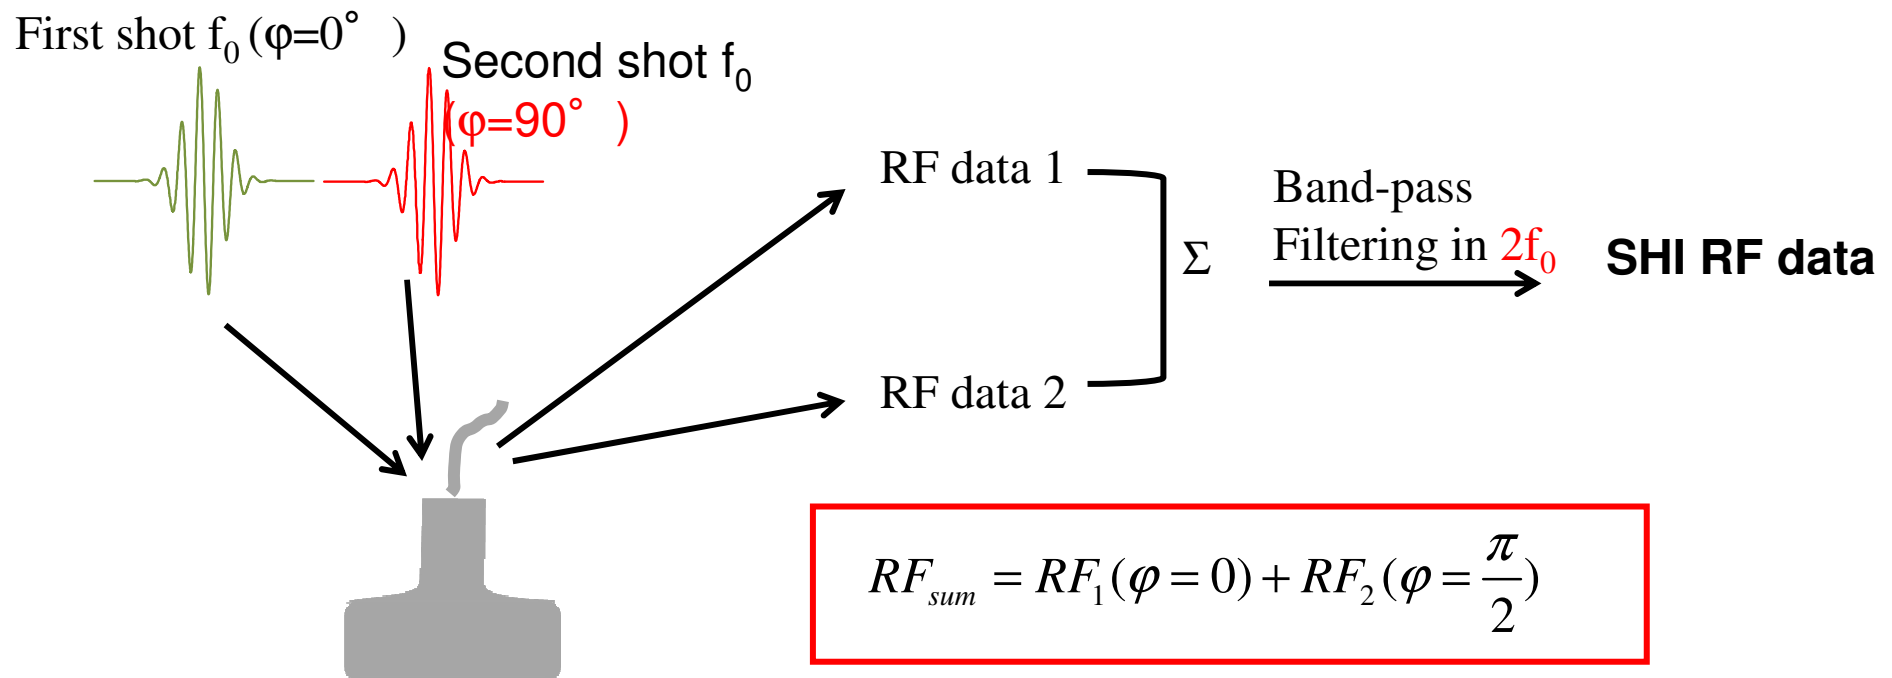 First shot f₀ (φ=0° )
Second shot f₀
(φ=90° )
RF data 1
RF data 2
Σ
Band-pass
Filtering in 2f₀
SHI RF data
RF_sum = RF₁(φ = 0) + RF₂(φ = π/2)